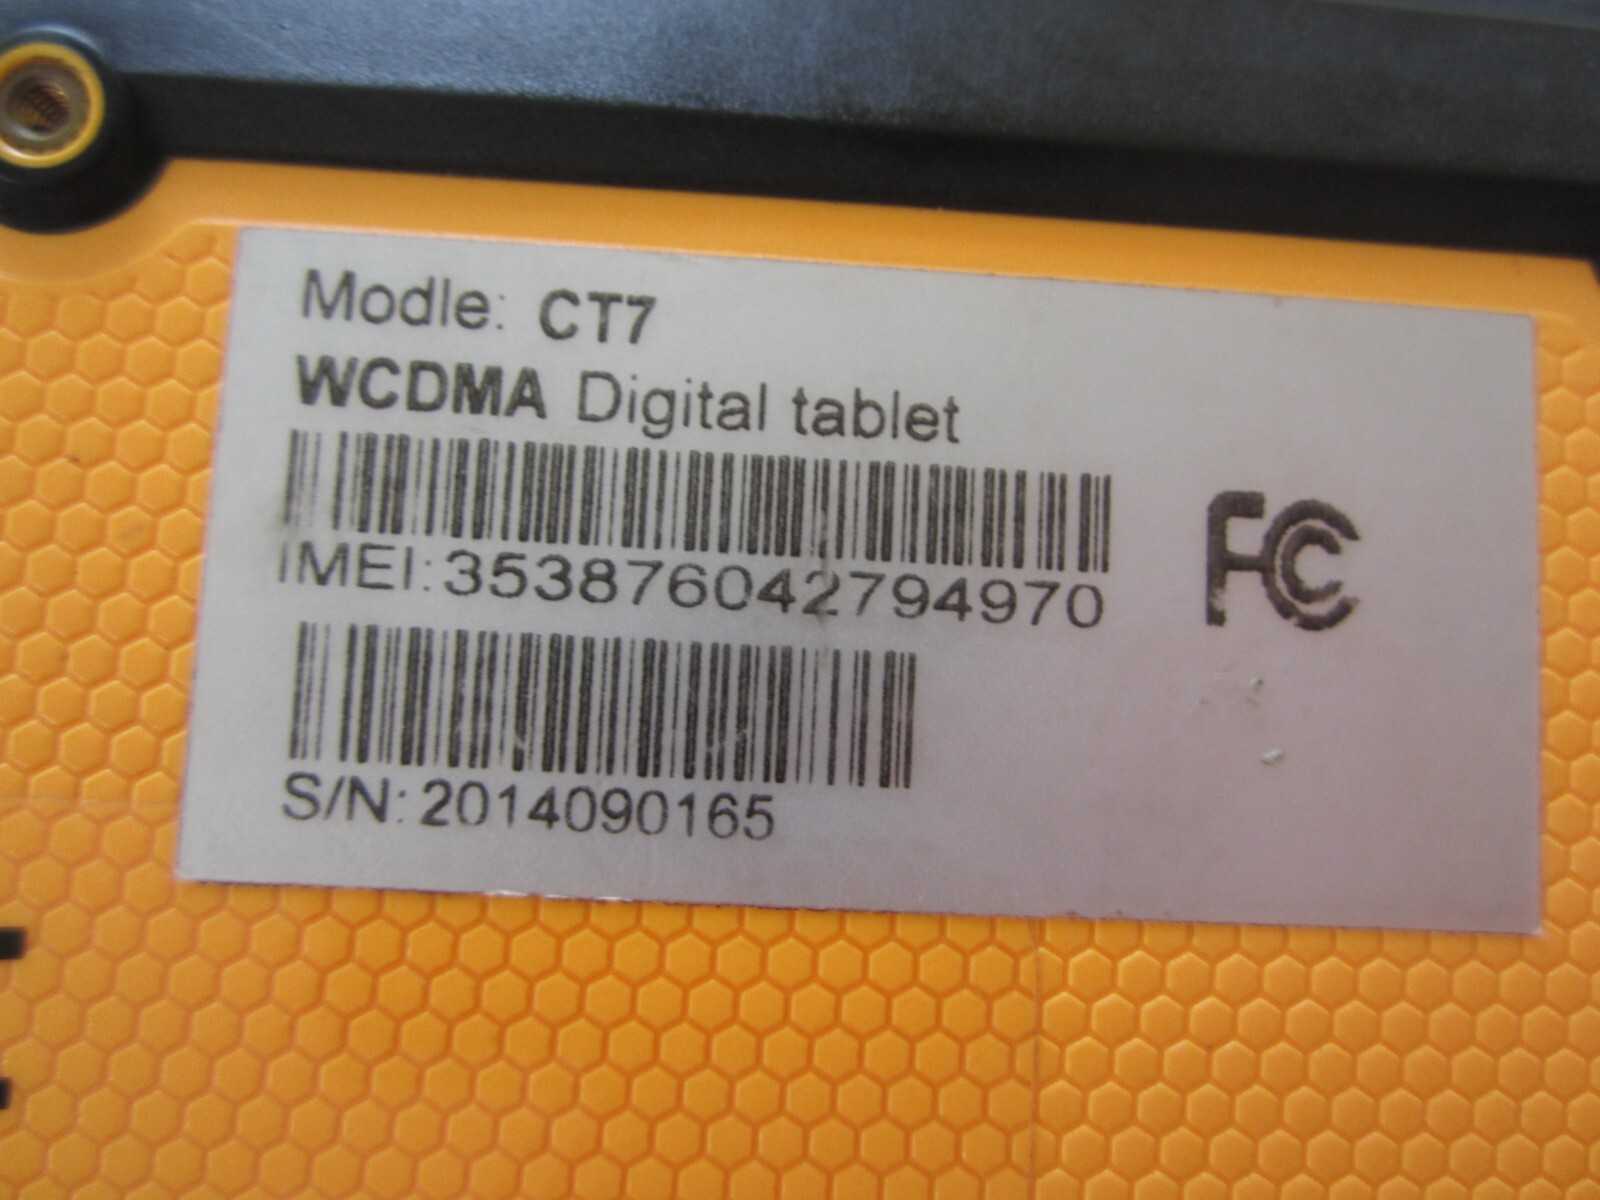 Modle: CT7
WCDMA Digital tablet
IMEI:353876042794970
FC
S/N:2014090165